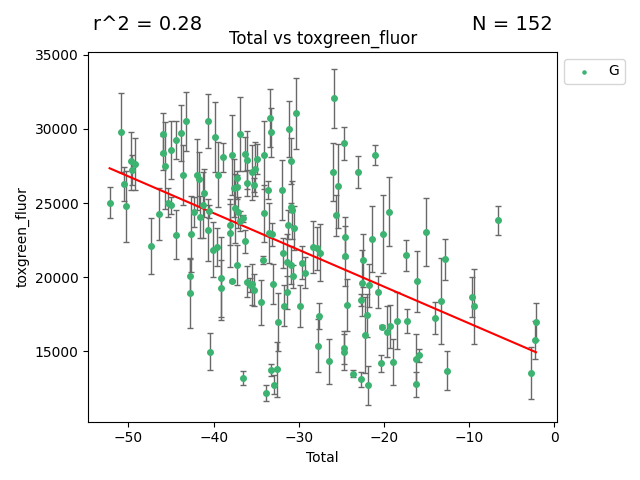 r^2 = 0.28 N = 152
Total vs toxgreen_fluor
G
35000
30000
25000
20000
15000
toxgreen_fluor
−50 −40 −30 −20 −10 0
Total